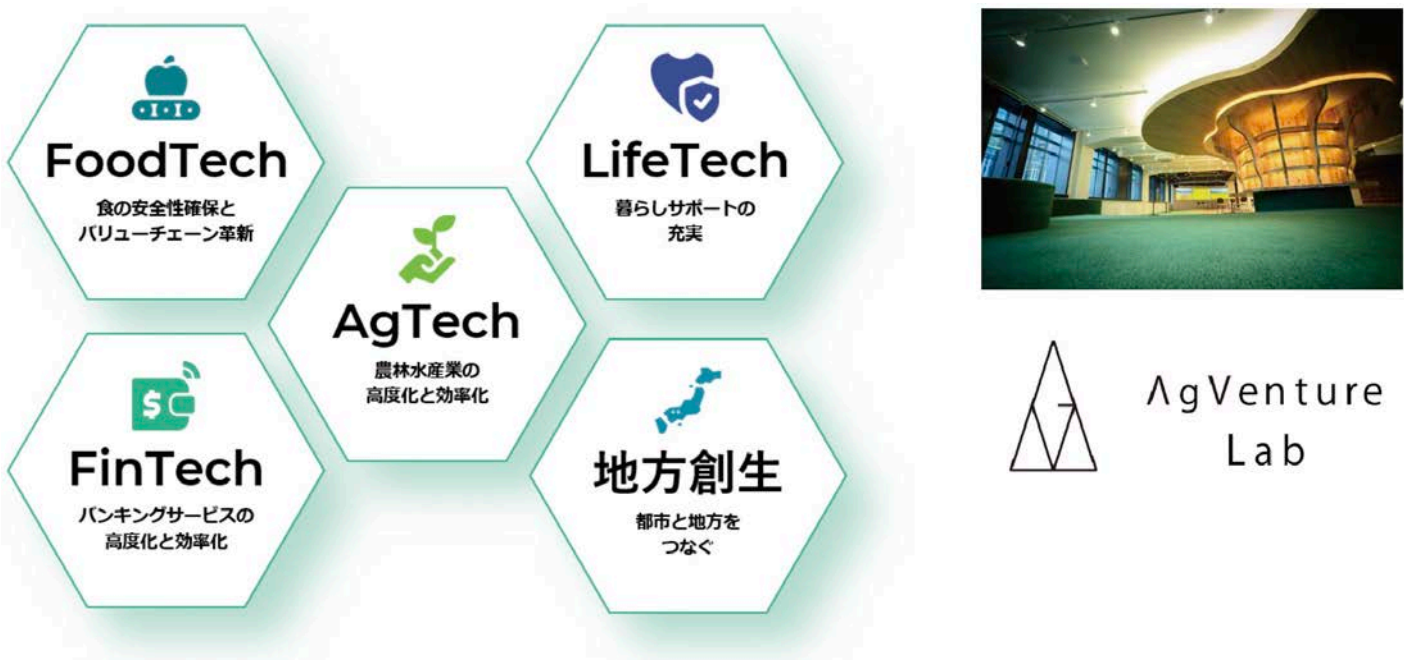 FoodTech
食の安全性確保と
バリューチェーン革新
LifeTech
暮らしサポートの
充実
AgTech
農林水産業の
高度化と効率化
FinTech
バンキングサービスの
高度化と効率化
地方創生
都市と地方を
つなぐ
AgVenture
Lab